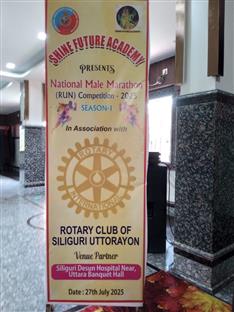 SHINE FUTURE ACADEMY
PRESENTS
National Male Marathon
(RUN) Competition - 2025
SEASON-I
In Association with
ROTARY
INTERNATIONAL
ROTARY CLUB OF
SILIGURI UTTORAYON
Venue Partner
Siliguri Desun Hospital Near,
Uttara Banquet Hall
Date : 27th July 2025